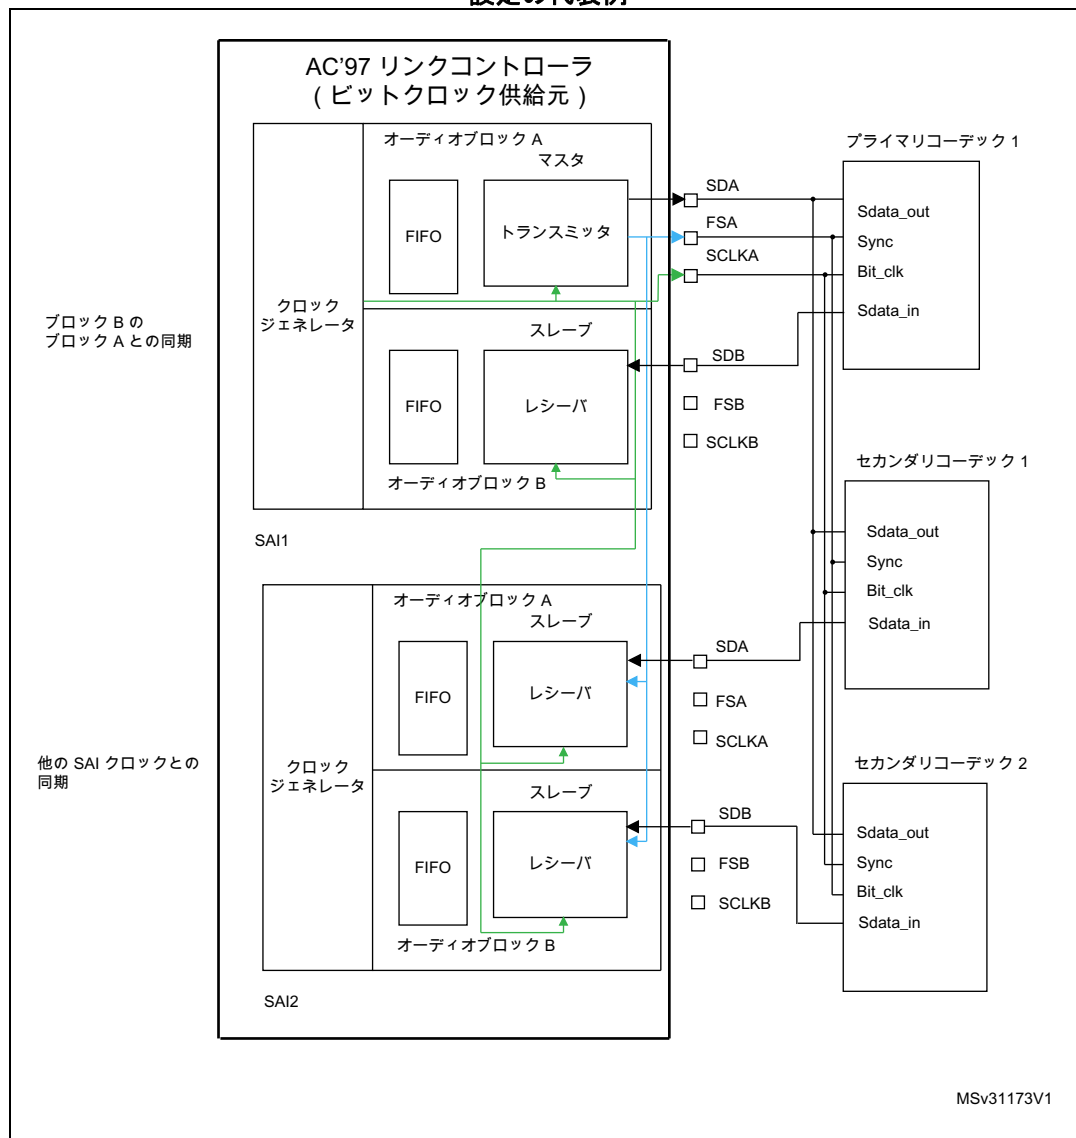 設定の代表例
AC’97 リンクコントローラ
( ビットクロック供給元 )
オーディオブロック A
マスタ
FIFO
トランスミッタ
クロック
ジェネレータ
スレーブ
FIFO
レシーバ
オーディオブロック B
SAI1
ブロック B の
ブロック A との同期
SDA
FSA
SCLKA
SDB
FSB
SCLKB
プライマリコーデック 1
Sdata_out
Sync
Bit_clk
Sdata_in
セカンダリコーデック 1
Sdata_out
Sync
Bit_clk
Sdata_in
オーディオブロック A
スレーブ
FIFO
レシーバ
クロック
ジェネレータ
スレーブ
FIFO
レシーバ
オーディオブロック B
SAI2
他の SAI クロックとの
同期
SDA
FSA
SCLKA
SDB
FSB
SCLKB
セカンダリコーデック 2
Sdata_out
Sync
Bit_clk
Sdata_in
MSv31173V1